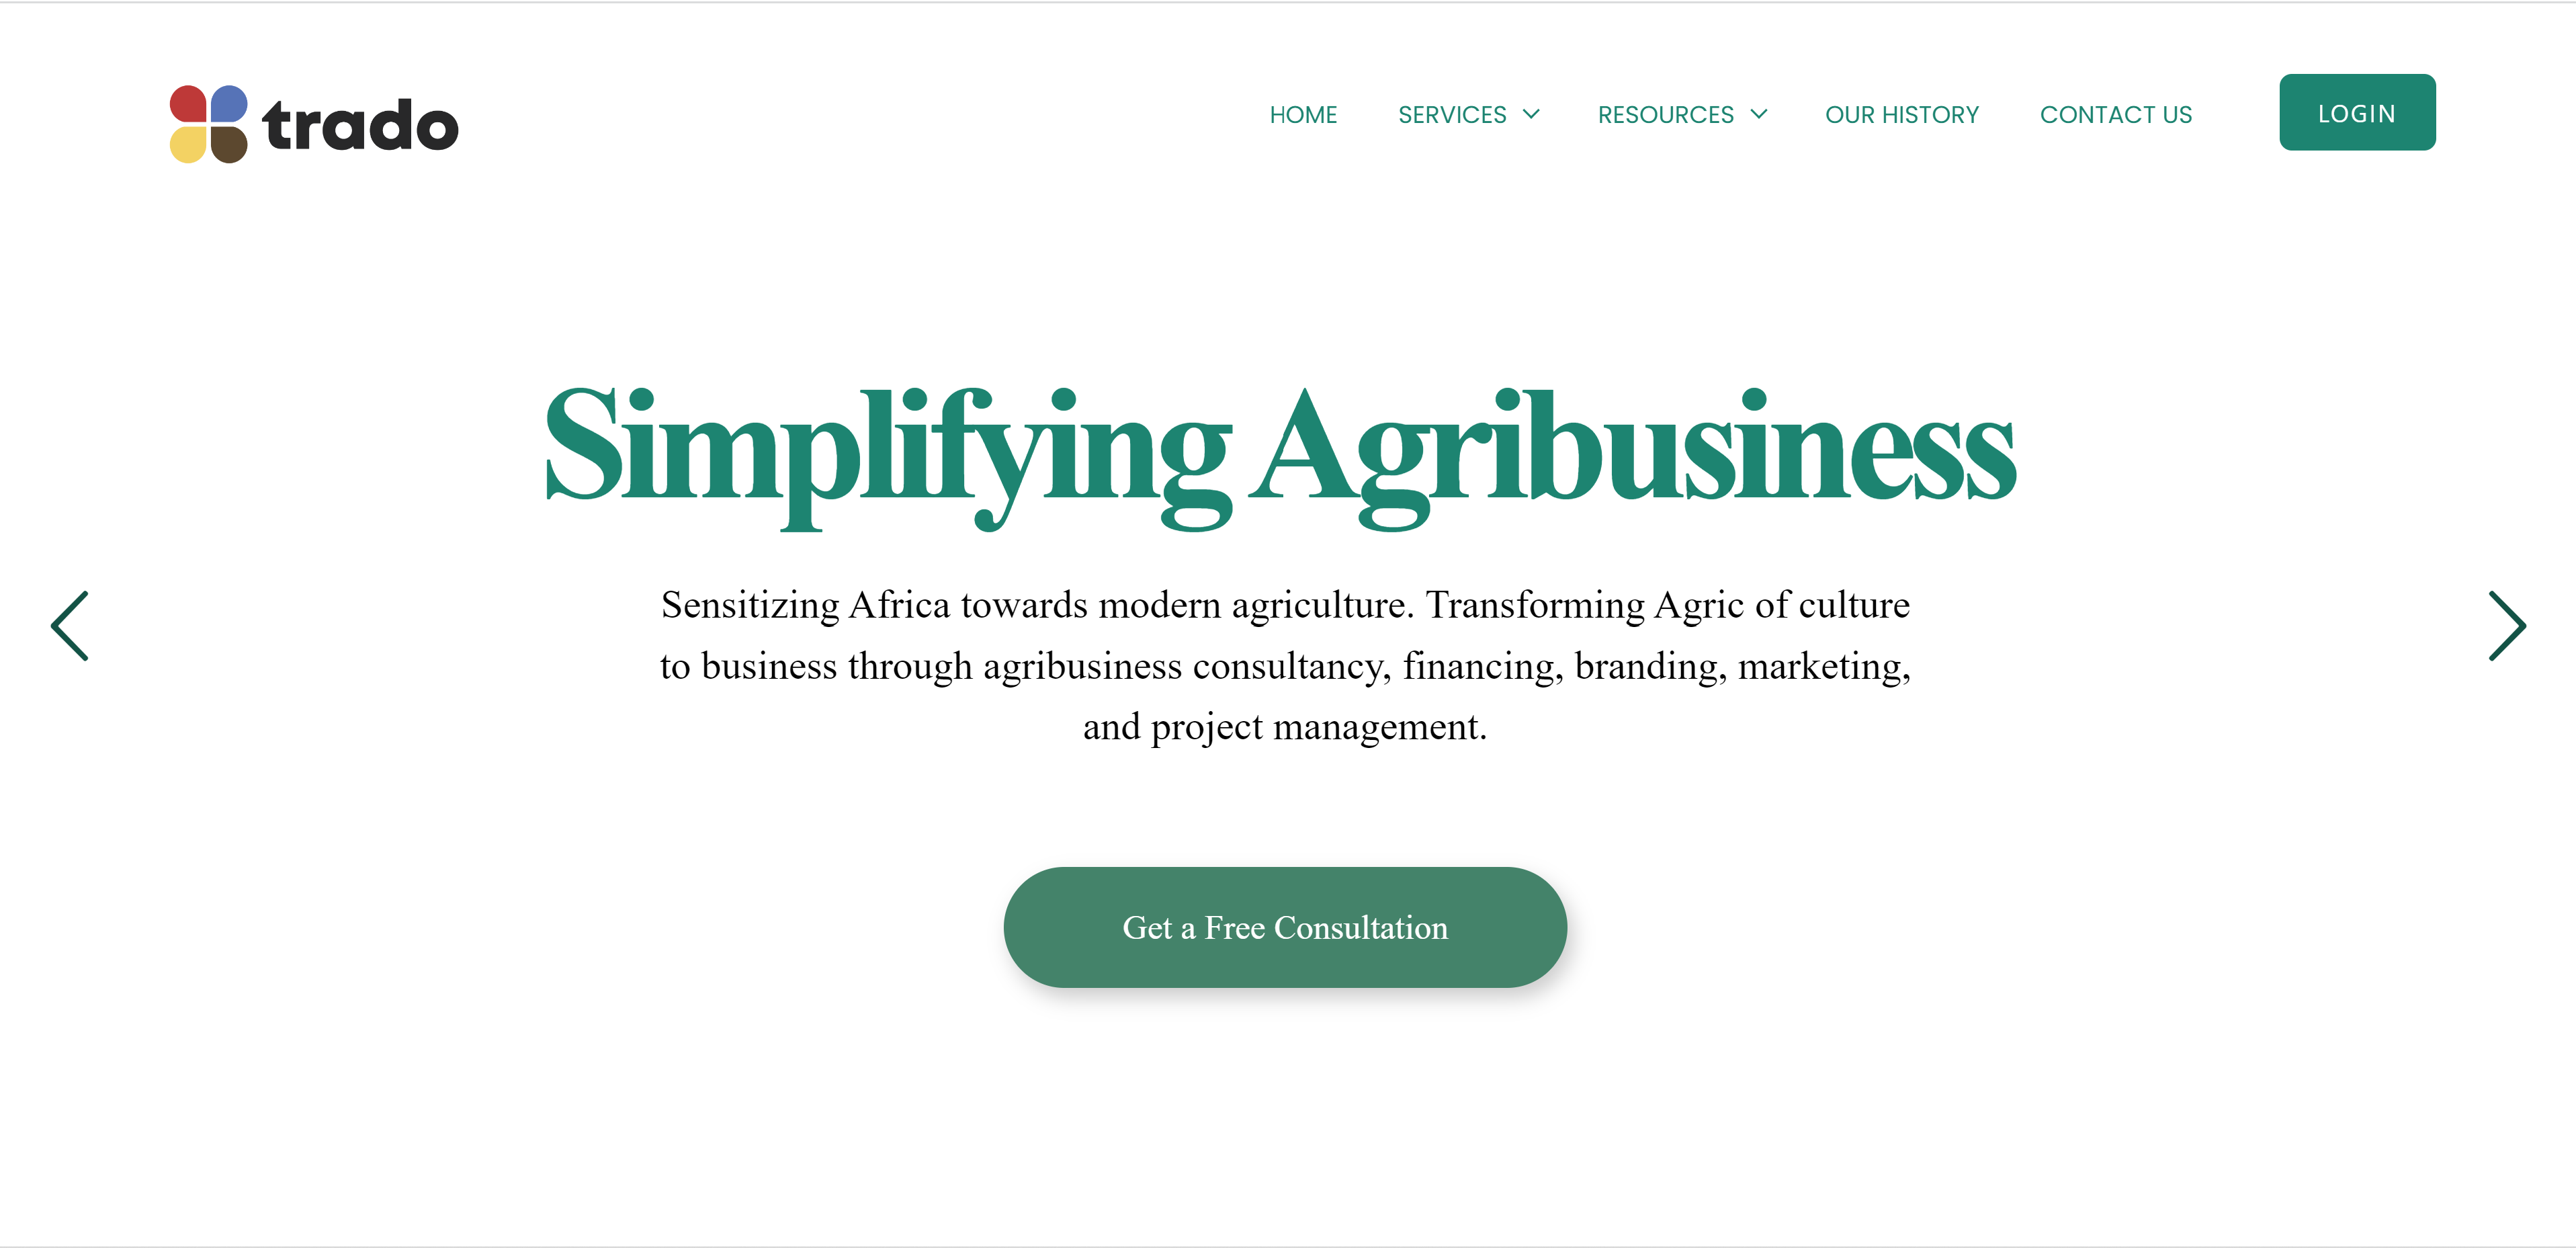 trado
HOME SERVICES RESOURCES OUR HISTORY CONTACT US LOGIN
Simplifying Agribusiness
Sensitizing Africa towards modern agriculture. Transforming Agric of culture
to business through agribusiness consultancy, financing, branding, marketing,
and project management.
Get a Free Consultation